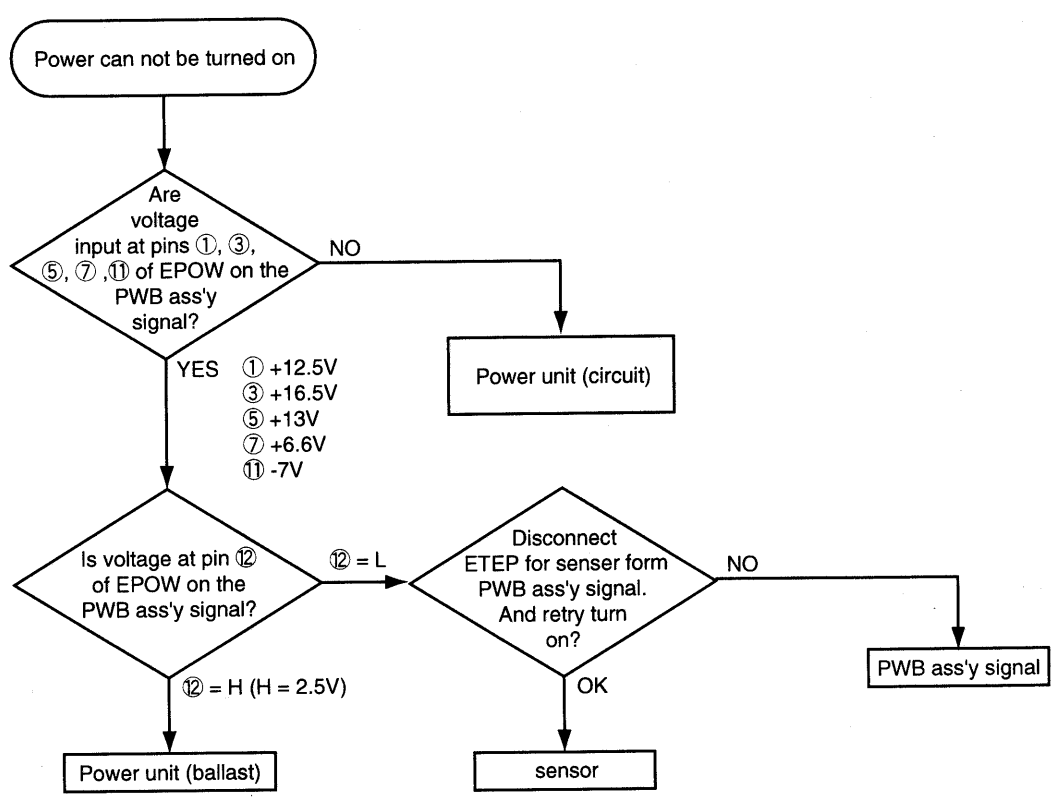 Power can not be turned on
Are
voltage
input at pins ①, ③,
⑤, ⑦ ,⑪ of EPOW on the
PWB ass'y
signal?
NO
Power unit (circuit)
YES
① +12.5V
③ +16.5V
⑤ +13V
⑦ +6.6V
⑪ -7V
Is voltage at pin ⑫
of EPOW on the
PWB ass'y signal?
⑫ = L
Disconnect
ETEP for senser form
PWB ass'y signal.
And retry turn
on?
NO
PWB ass'y signal
⑫ = H (H = 2.5V)
OK
Power unit (ballast)
sensor